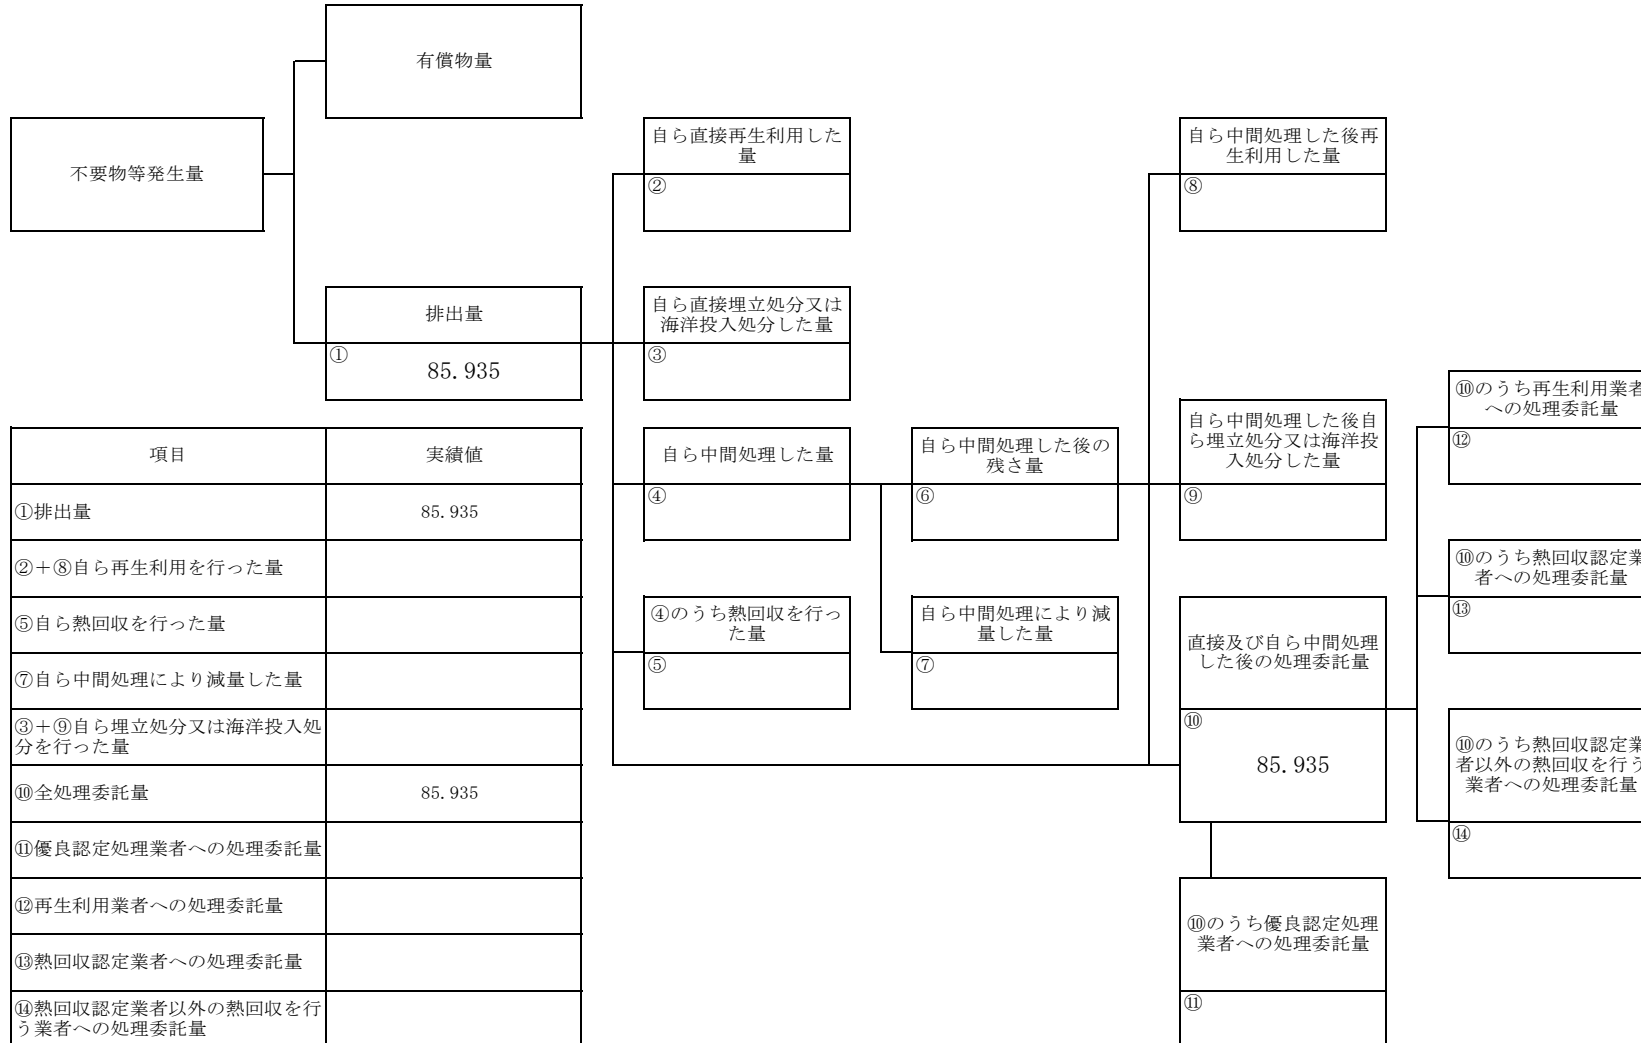 有償物量
不要物等発生量
自ら直接再生利用した
量
②
自ら中間処理した後再
生利用した量
⑧
排出量
①
85.935
自ら直接埋立処分又は
海洋投入処分した量
③
自ら中間処理した量
④
自ら中間処理した後の
残さ量
⑥
自ら中間処理した後自
ら埋立処分又は海洋投
入処分した量
⑨
⑩のうち再生利用業者
への処理委託量
⑫
④のうち熱回収を行っ
た量
⑤
自ら中間処理により減
量した量
⑦
直接及び自ら中間処理
した後の処理委託量
⑩
85.935
⑩のうち熱回収認定業
者への処理委託量
⑬
⑩のうち熱回収認定業
者以外の熱回収を行う
業者への処理委託量
⑭
⑩のうち優良認定処理
業者への処理委託量
⑪
項目 実績値
①排出量 85.935
②＋⑧自ら再生利用を行った量
⑤自ら熱回収を行った量
⑦自ら中間処理により減量した量
③＋⑨自ら埋立処分又は海洋投入処
分を行った量
⑩全処理委託量 85.935
⑪優良認定処理業者への処理委託量
⑫再生利用業者への処理委託量
⑬熱回収認定業者への処理委託量
⑭熱回収認定業者以外の熱回収を行
う業者への処理委託量